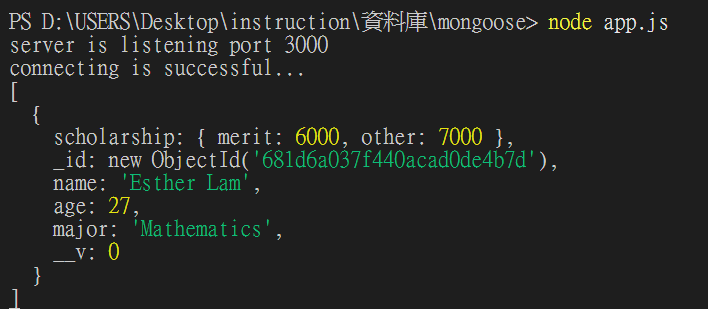 PS D:\USERS\Desktop\instruction\資料庫\mongoose> node app.js
server is listening port 3000
connecting is successful...
[
  {
    scholarship: { merit: 6000, other: 7000 },
    _id: new ObjectId('681d6a037f440acad0de4b7d'),
    name: 'Esther Lam',
    age: 27,
    major: 'Mathematics',
    __v: 0
  }
]